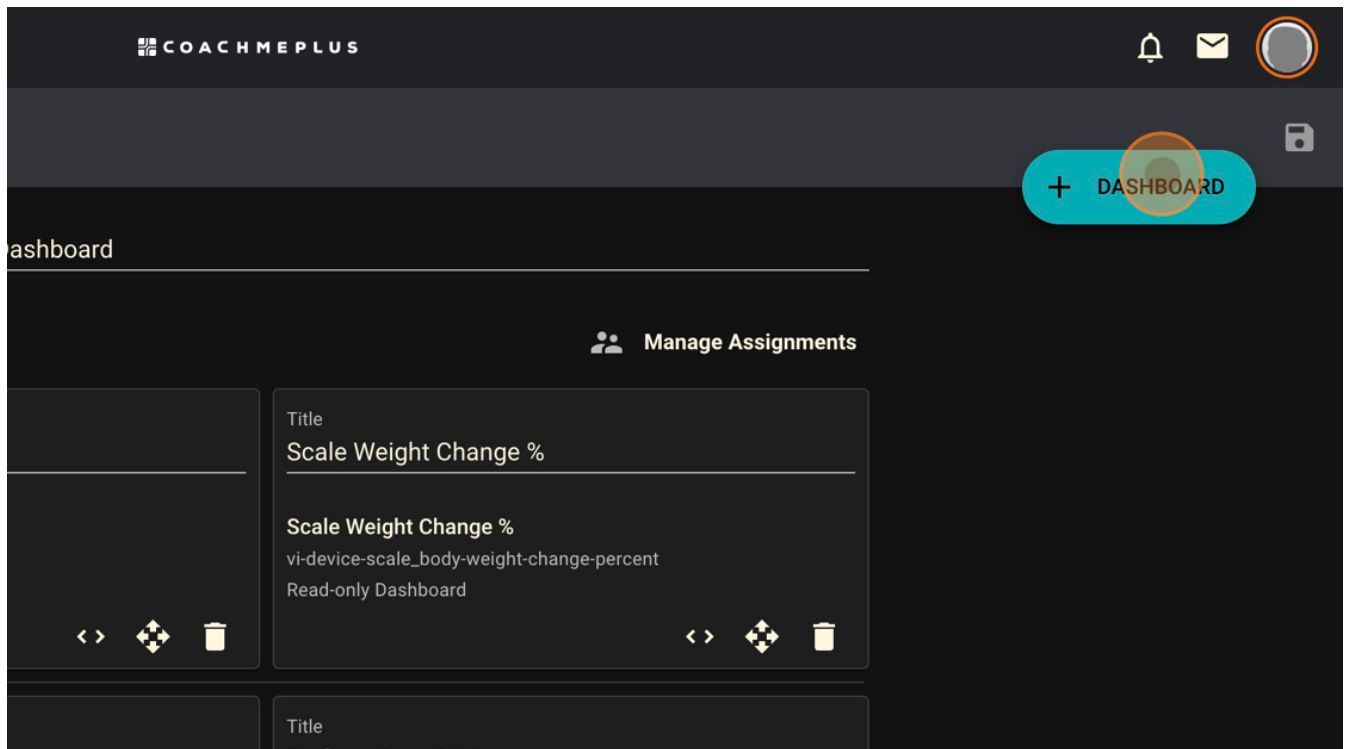 COACHMEPLUS
+ DASHBOARD
Dashboard
Manage Assignments
Title
Scale Weight Change %
Scale Weight Change %
vi-device-scale_body-weight-change-percent
Read-only Dashboard
Title